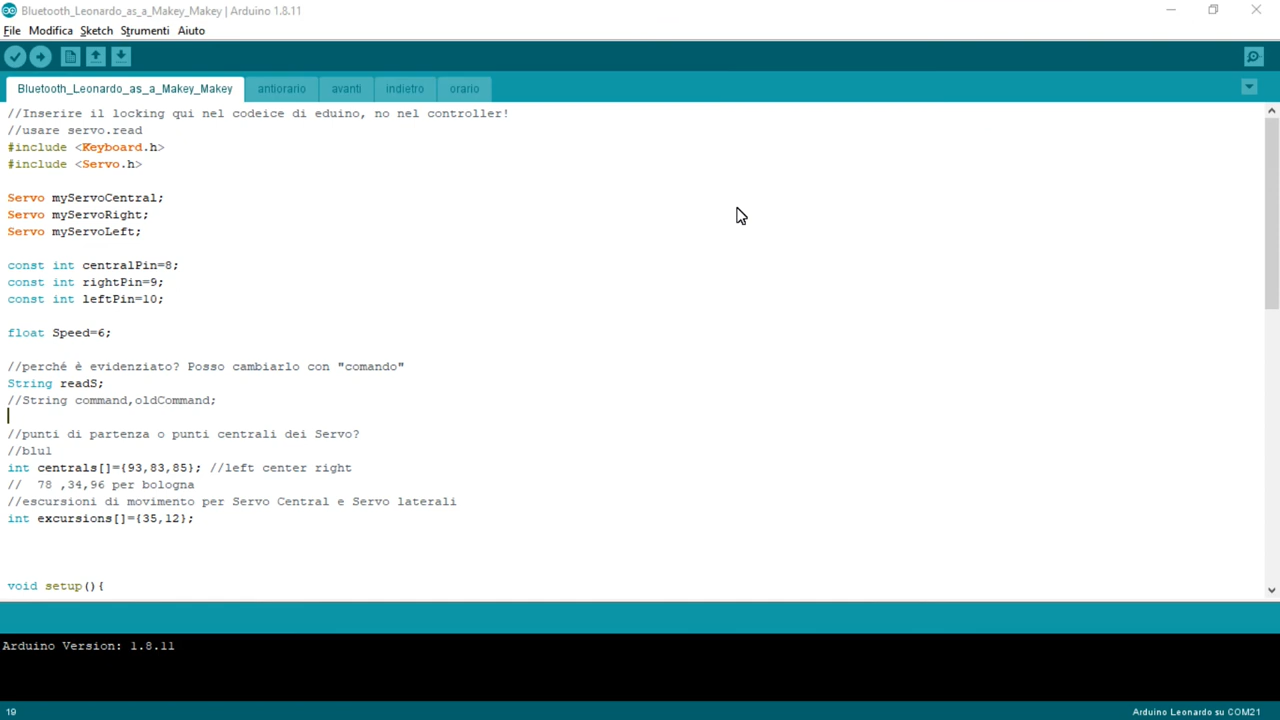 Bluetooth_Leonardo_as_a_Makey_Makey | Arduino 1.8.11
File Modifica Sketch Strumenti Aiuto
Bluetooth_Leonardo_as_a_Makey_Makey antiorario avanti indietro orario
//Inserire il locking qui nel codeice di eduino, no nel controller!
//usare servo.read
#include <Keyboard.h>
#include <Servo.h>
Servo myServoCentral;
Servo myServoRight;
Servo myServoLeft;
const int centralPin=8;
const int rightPin=9;
const int leftPin=10;
float Speed=6;
//perché è evidenziato? Posso cambiarlo con "comando"
String readS;
//String command,oldCommand;
//punti di partenza o punti centrali dei Servo?
//blu1
int centrals[]={93,83,85}; //left center right
//  78 ,34,96 per bologna
//escursioni di movimento per Servo Central e Servo laterali
int excursions[]={35,12};
void setup(){
Arduino Version: 1.8.11
19 Arduino Leonardo su COM21